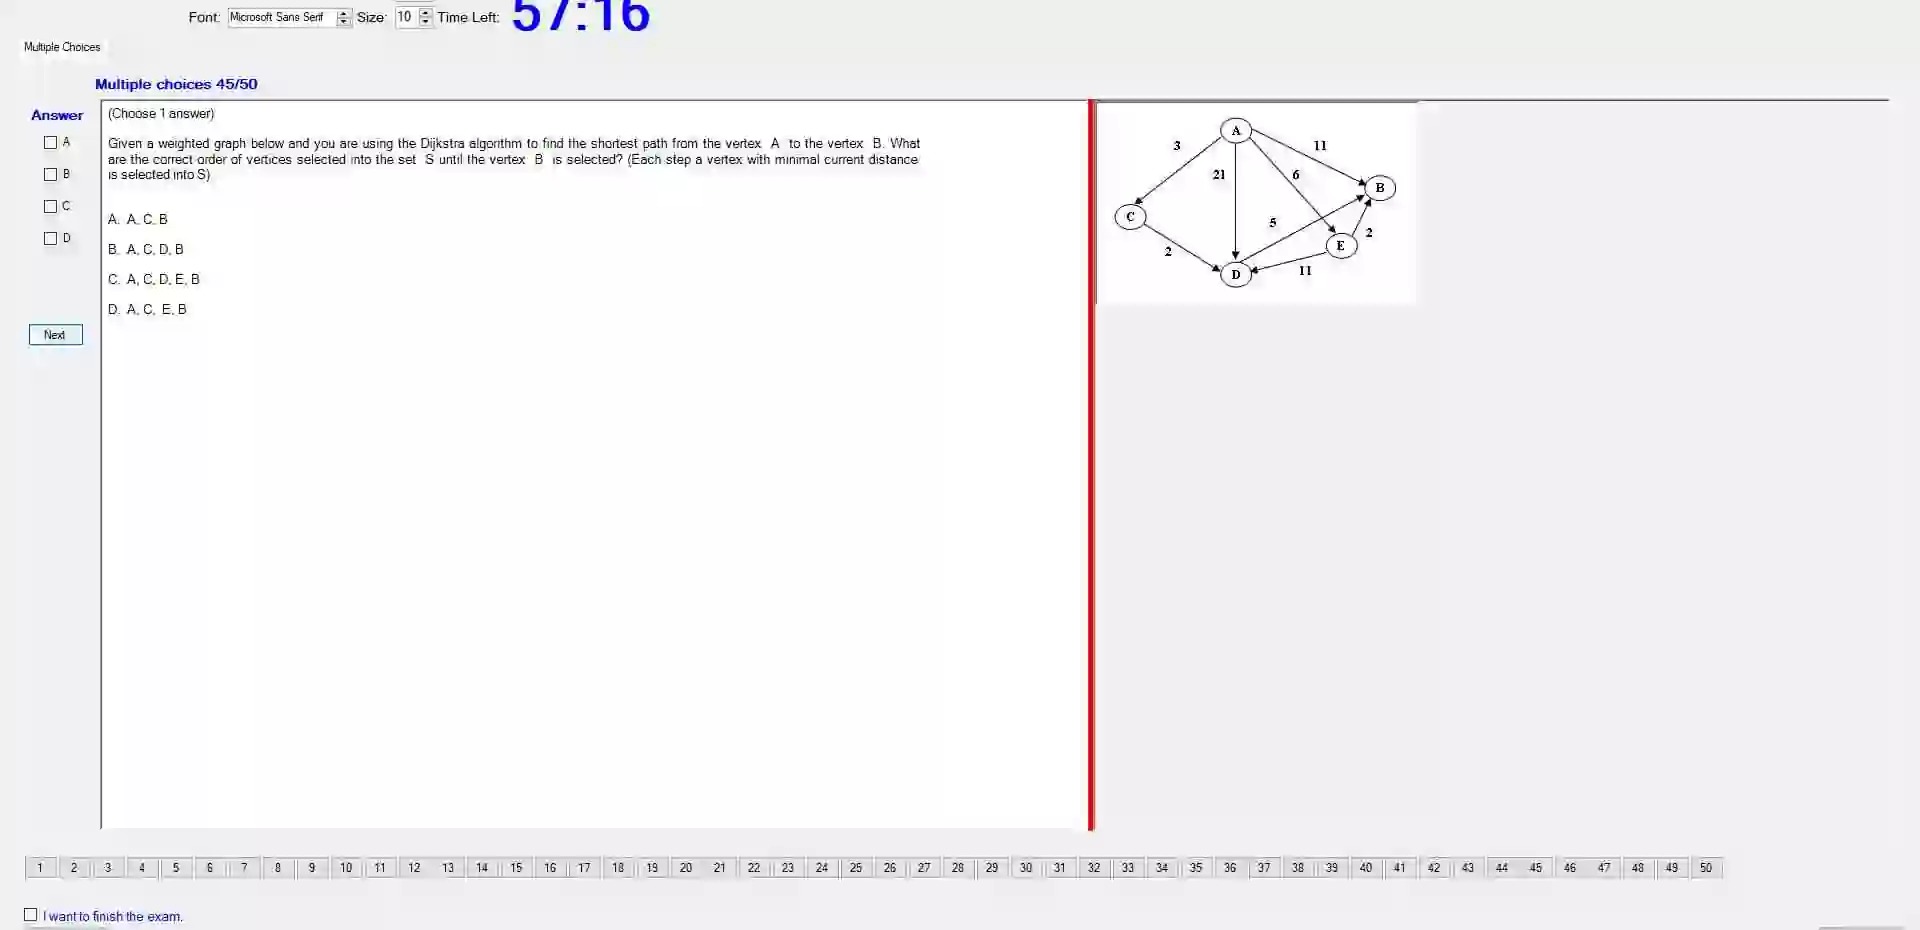 Font: Microsoft Sans Serif Size: 10 Time Left: 57:16
Multiple Choices
Multiple choices 45/50
Answer
A
B
C
D
Next
(Choose 1 answer)
Given a weighted graph below and you are using the Dijkstra algorithm to find the shortest path from the vertex A to the vertex B. What
are the correct order of vertices selected into the set S until the vertex B is selected? (Each step a vertex with minimal current distance
is selected into S)
A. A, C, B
B. A, C, D, B
C. A, C, D, E, B
D. A, C, E, B
A
3
11
21
6
B
C
5
2
E
2
D
11
1 2 3 4 5 6 7 8 9 10 11 12 13 14 15 16 17 18 19 20 21 22 23 24 25 26 27 28 29 30 31 32 33 34 35 36 37 38 39 40 41 42 43 44 45 46 47 48 49 50
I want to finish the exam.